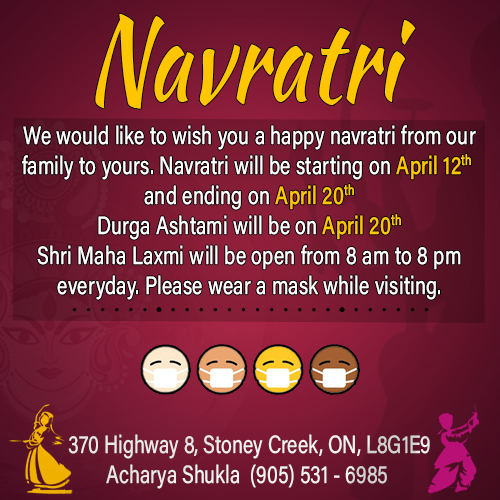 Navratri
We would like to wish you a happy navratri from our
family to yours. Navratri will be starting on April 12th
and ending on April 20th
Durga Ashtami will be on April 20th
Shri Maha Laxmi will be open from 8 am to 8 pm
everyday. Please wear a mask while visiting.
370 Highway 8, Stoney Creek, ON, L8G1E9
Acharya Shukla (905) 531 - 6985